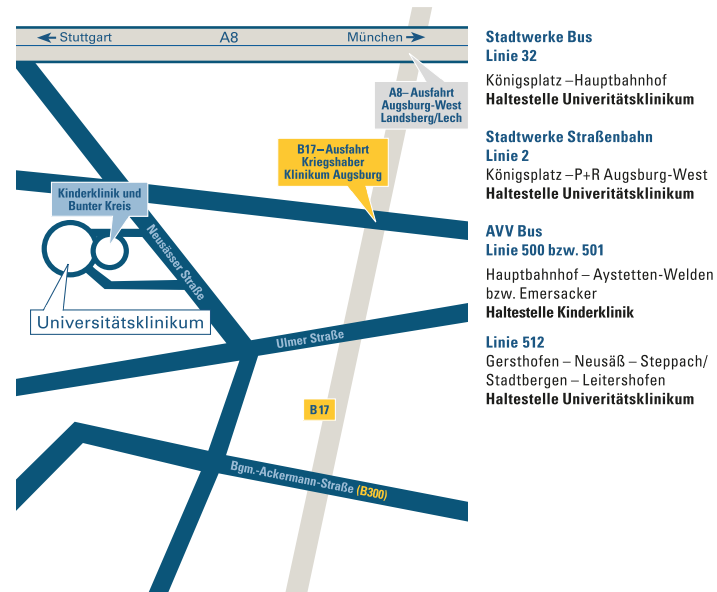 Stuttgart
A8
München
A8–Ausfahrt
Augsburg-West
Landsberg/Lech
B17–Ausfahrt
Kriegshaber
Klinikum Augsburg
Kinderklinik und
Bunter Kreis
Neusässer Straße
Universitätsklinikum
Ulmer Straße
B17
Bgm.-Ackermann-Straße (B300)
Stadtwerke Bus
Linie 32
Königsplatz –Hauptbahnhof
Haltestelle Univeritätsklinikum
Stadtwerke Straßenbahn
Linie 2
Königsplatz –P+R Augsburg-West
Haltestelle Univeritätsklinikum
AVV Bus
Linie 500 bzw. 501
Hauptbahnhof – Aystetten-Welden
bzw. Emersacker
Haltestelle Kinderklinik
Linie 512
Gersthofen – Neusäß – Steppach/
Stadtbergen – Leitershofen
Haltestelle Univeritätsklinikum